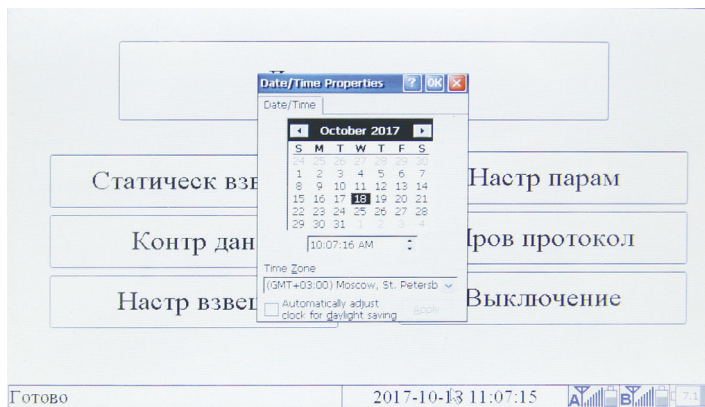 Date/Time Properties ? OK
Date/Time
October 2017
S M T W T F S
24 25 26 27 28 29 30
1 2 3 4 5 6 7
8 9 10 11 12 13 14
15 16 17 18 19 20 21
22 23 24 25 26 27 28
29 30 31 1 2 3 4
10:07:16 AM
Time Zone
(GMT+03:00) Moscow, St. Petersb
Automatically adjust
clock for daylight saving
Apply
Статическ взв
Настр парам
Контр дан
Пров протокол
Настр взвеш
Выключение
Готово
2017-10-18 11:07:15
A B 7.1